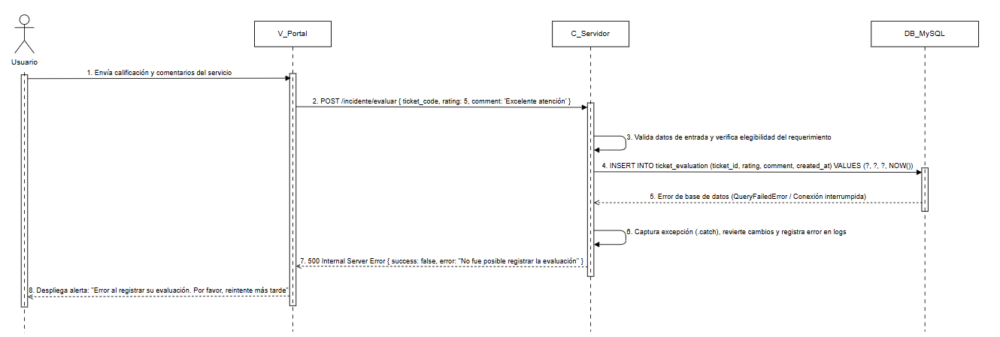 V_Portal
C_Servidor
DB_MySQL
Usuario
1. Envía calificación y comentarios del servicio
2. POST /incidente/evaluar { ticket_code, rating: 5, comment: 'Excelente atención' }
3. Valida datos de entrada y verifica elegibilidad del requerimiento
4. INSERT INTO ticket_evaluation (ticket_id, rating, comment, created_at) VALUES (?, ?, ?, NOW())
5. Error de base de datos (QueryFailedError / Conexión interrumpida)
6. Captura excepción (.catch), revierte cambios y registra error en logs
7. 500 Internal Server Error { success: false, error: "No fue posible registrar la evaluación" }
8. Despliega alerta: "Error al registrar su evaluación. Por favor, reintente más tarde"